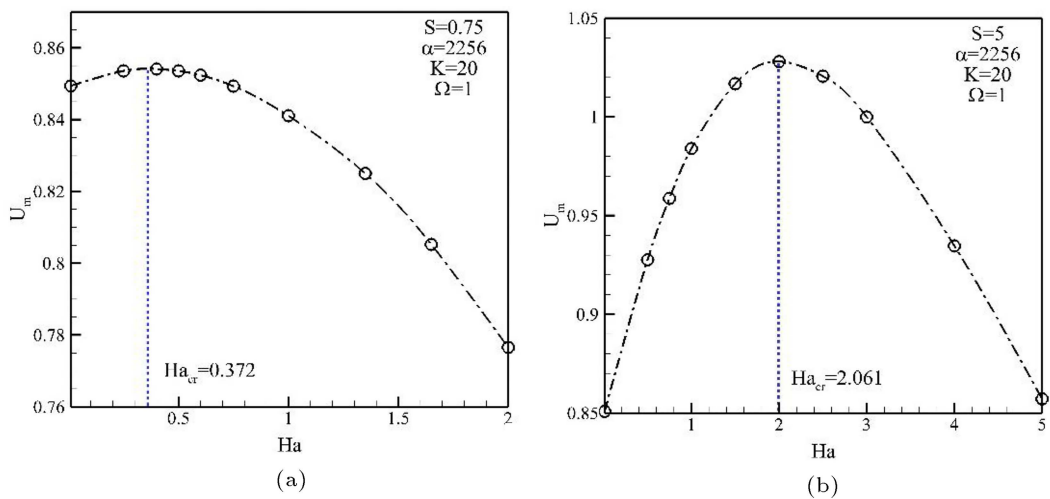 0.86
0.84
0.82
0.8
0.78
0.76
0.5
1
1.5
2
U_m
Ha
S=0.75
α=2256
K=20
Ω=1
Ha_cr=0.372
(a)
1.05
1
0.95
0.9
0.85
1
2
3
4
5
U_m
Ha
S=5
α=2256
K=20
Ω=1
Ha_cr=2.061
(b)